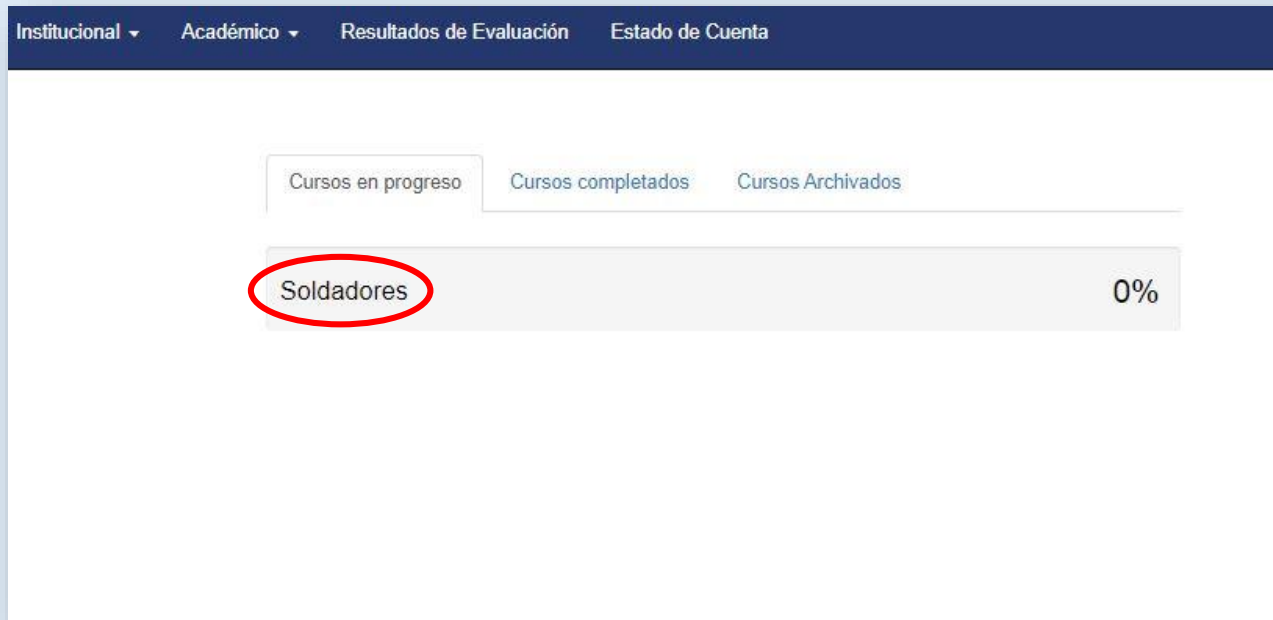 Institucional Académico Resultados de Evaluación Estado de Cuenta
Cursos en progreso Cursos completados Cursos Archivados
Soldadores 0%